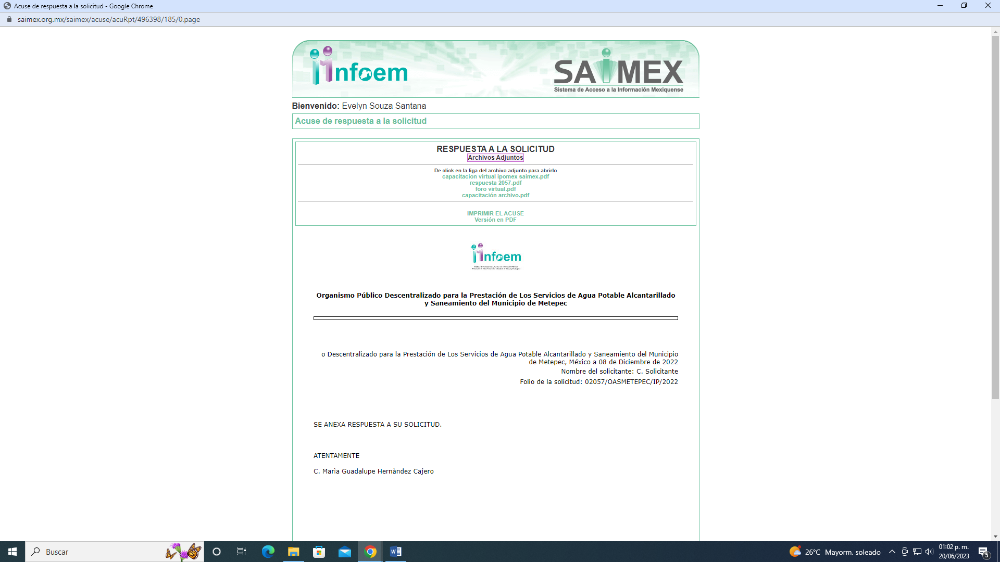 Acuse de respuesta a la solicitud - Google Chrome
saimex.org.mx/saimex/acuse/acuRpt/496398/185/0.page
infoem
SAIMEX
Sistema de Acceso a la Información Mexiquense
Bienvenido: Evelyn Souza Santana
Acuse de respuesta a la solicitud
RESPUESTA A LA SOLICITUD
Archivos Adjuntos
De click en la liga del archivo adjunto para abrirlo
capacitacion virtual ipomex saimex.pdf
respuesta 2057.pdf
foro virtual.pdf
capacitación archivo.pdf
IMPRIMIR EL ACUSE
Versión en PDF
infoem
Organismo Público Descentralizado para la Prestación de Los Servicios de Agua Potable Alcantarillado
y Saneamiento del Municipio de Metepec
o Descentralizado para la Prestación de Los Servicios de Agua Potable Alcantarillado y Saneamiento del Municipio
de Metepec, México a 08 de Diciembre de 2022
Nombre del solicitante: C. Solicitante
Folio de la solicitud: 02057/OASMETEPEC/IP/2022
SE ANEXA RESPUESTA A SU SOLICITUD.
ATENTAMENTE
C. Marìa Guadalupe Hernàndez Cajero
Buscar
26°C Mayorm. soleado
01:02 p. m.
20/06/2023
5